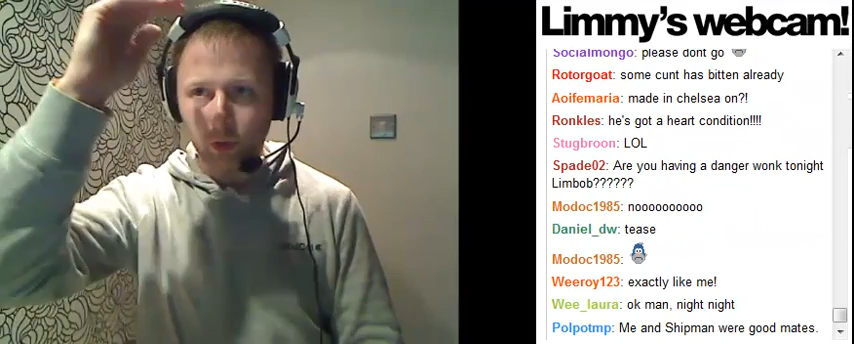 Limmy's webcam!
Socialmongo: please dont go
Rotorgoat: some cunt has bitten already
Aoifemaria: made in chelsea on?!
Ronkles: he's got a heart condition!!!!
Stugbroon: LOL
Spade02: Are you having a danger wonk tonight
Limbob??????
Modoc1985: noooooooooo
Daniel_dw: tease
Modoc1985:
Weeroy123: exactly like me!
Wee_laura: ok man, night night
Polpotmp: Me and Shipman were good mates.